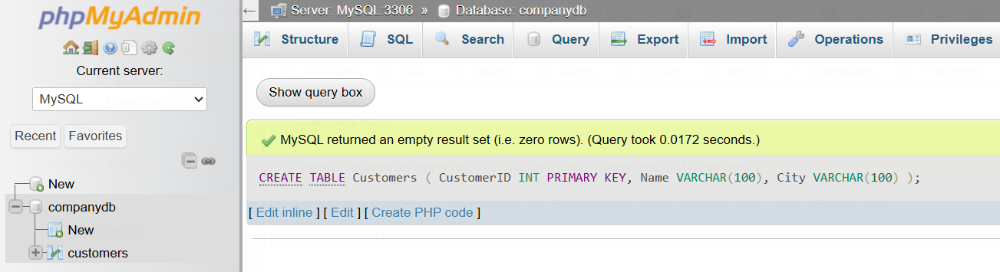 phpMyAdmin
Current server:
MySQL
Recent Favorites
New
companydb
New
customers
Server: MySQL:3306 » Database: companydb
Structure SQL Search Query Export Import Operations Privileges
Show query box
MySQL returned an empty result set (i.e. zero rows). (Query took 0.0172 seconds.)
CREATE TABLE Customers ( CustomerID INT PRIMARY KEY, Name VARCHAR(100), City VARCHAR(100) );
[ Edit inline ] [ Edit ] [ Create PHP code ]